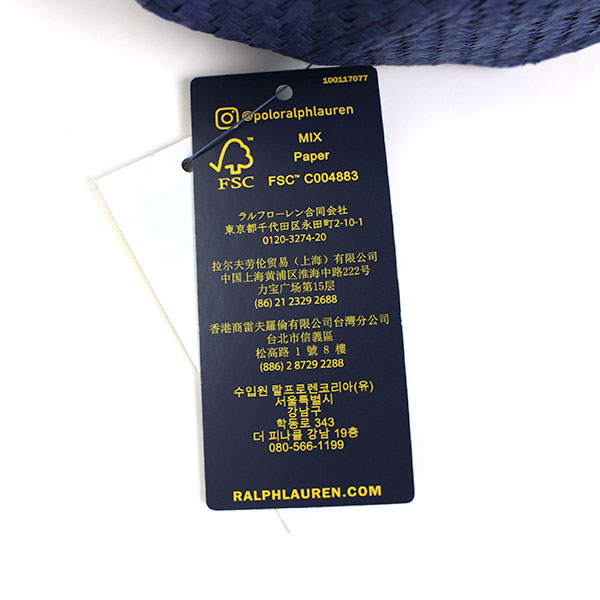 100117077
@poloralphlauren
MIX
Paper
FSC™ C004883
FSC
ラルフローレン合同会社
東京都千代田区永田町2-10-1
0120-3274-20
拉尔夫劳伦贸易（上海）有限公司
中国上海黄浦区淮海中路222号
力宝广场第15层
(86) 21 2329 2688
香港商雷夫羅倫有限公司台灣分公司
台北市信義區
松高路 1 號 8 樓
(886) 2 8729 2288
수입원 랄프로렌코리아(유)
서울특별시
강남구
학동로 343
더 피나클 강남 19층
080-566-1199
RALPHLAUREN.COM